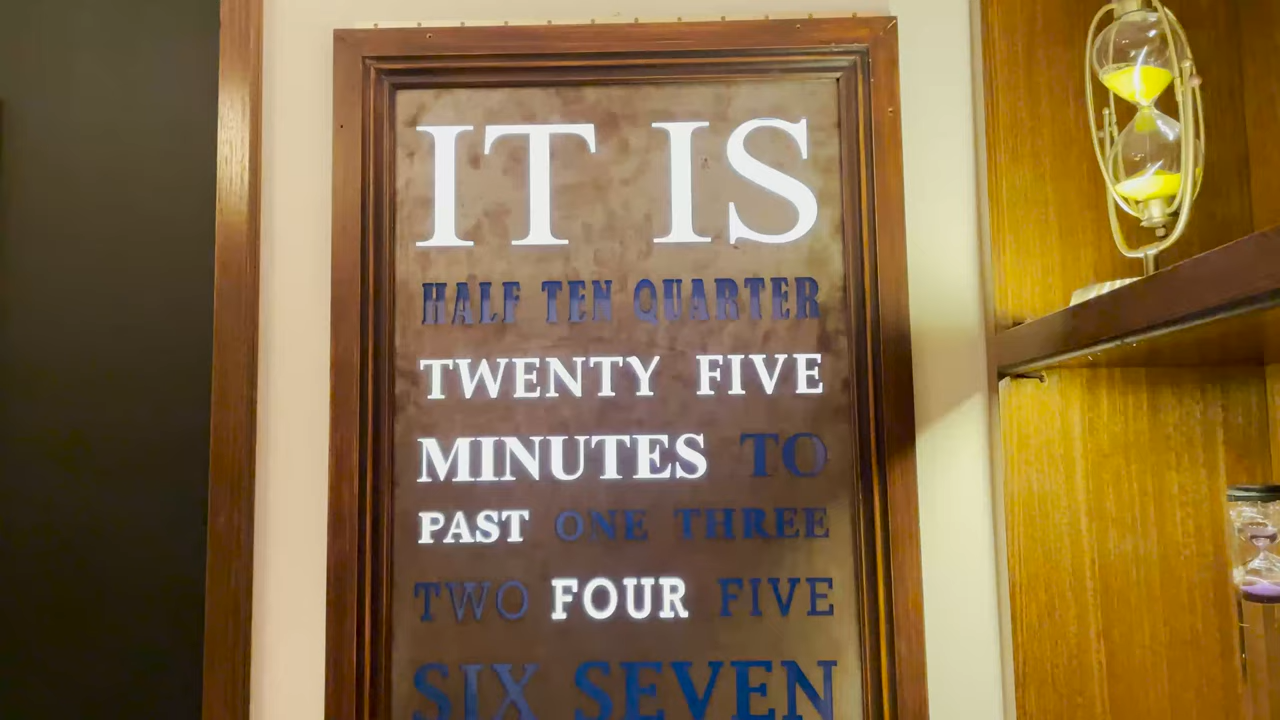 IT IS
HALF TEN QUARTER
TWENTY FIVE
MINUTES TO
PAST ONE THREE
TWO FOUR FIVE
SIX SEVEN